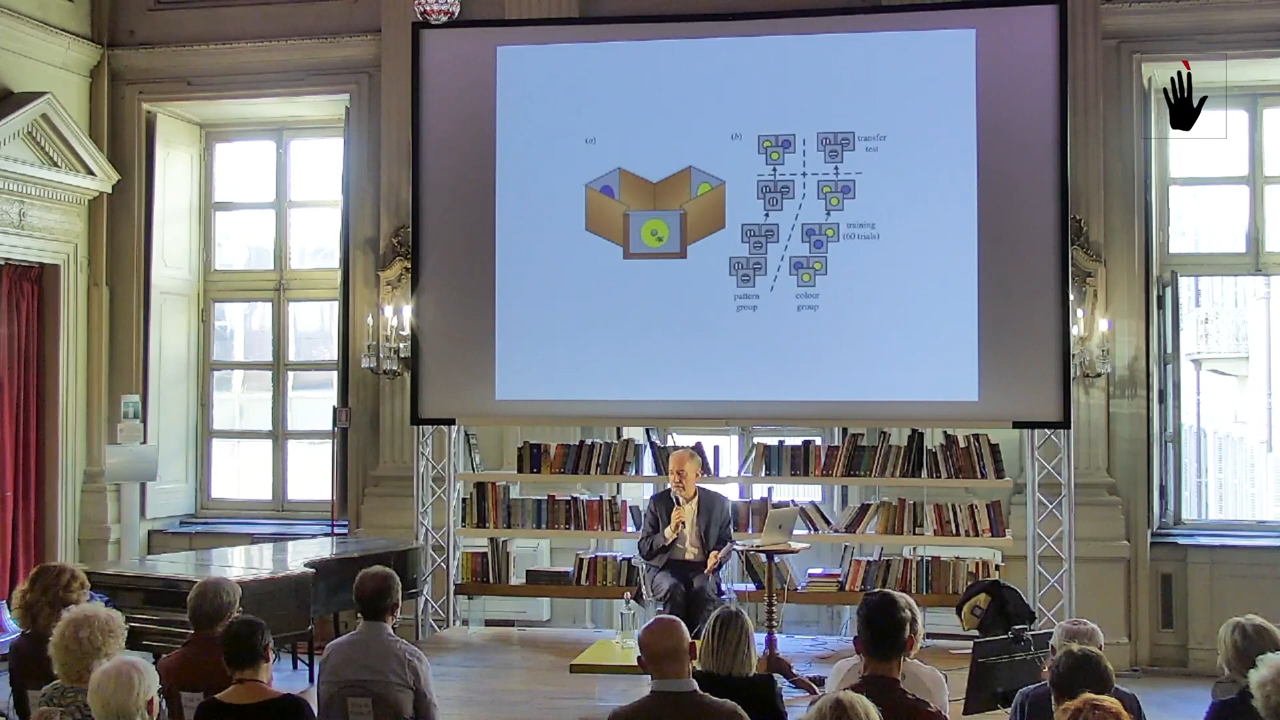 (a)
(b)
transfer
test
training
(60 trials)
pattern
group
colour
group